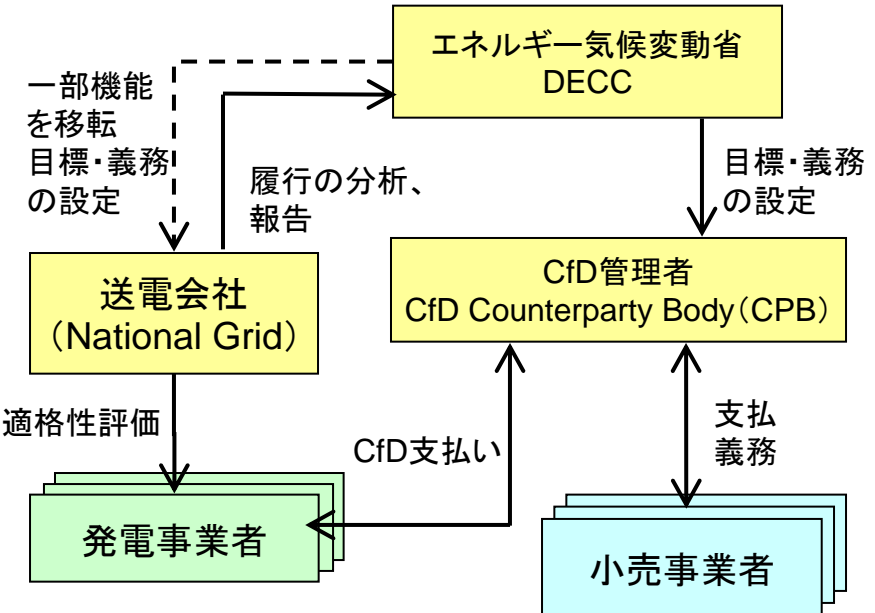 エネルギー気候変動省
DECC
一部機能
を移転
目標・義務
の設定
履行の分析、
報告
目標・義務
の設定
送電会社
（National Grid）
CfD管理者
CfD Counterparty Body（CPB）
適格性評価
CfD支払い
支払
義務
発電事業者
小売事業者